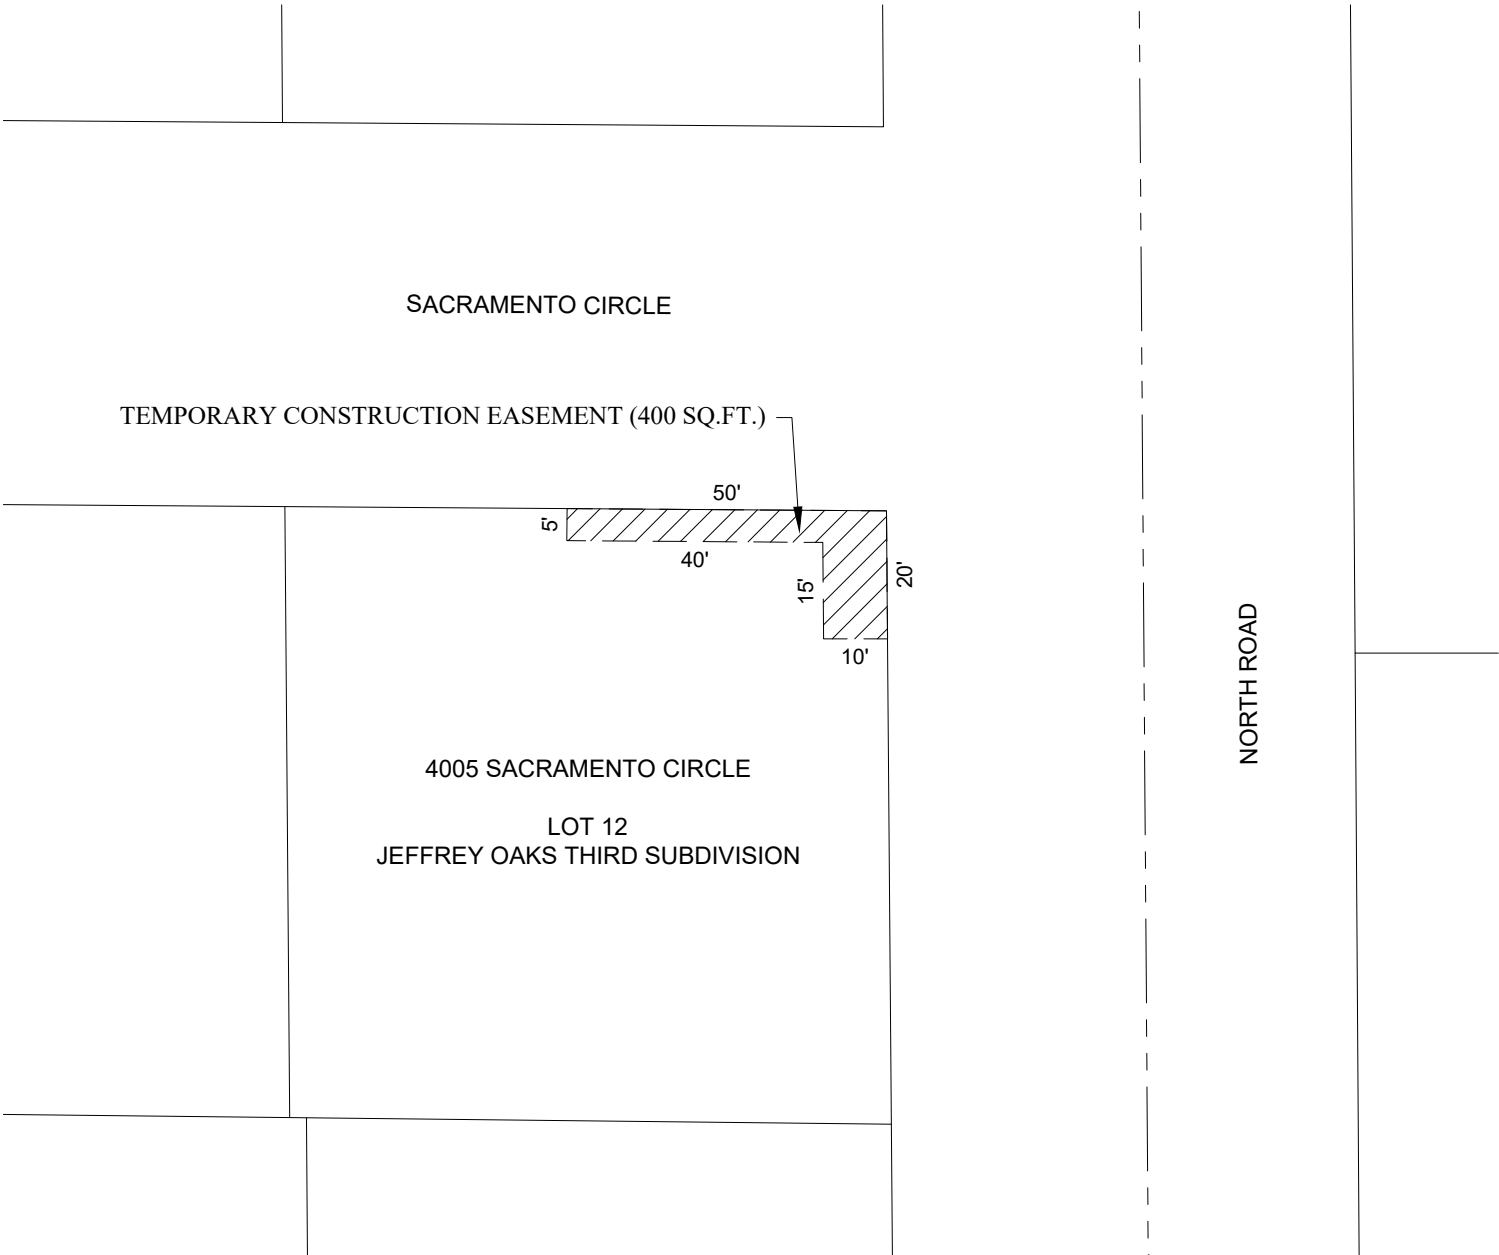 SACRAMENTO CIRCLE
TEMPORARY CONSTRUCTION EASEMENT (400 SQ.FT.)
50'
5'
40'
15'
20'
10'
NORTH ROAD
4005 SACRAMENTO CIRCLE
LOT 12
JEFFREY OAKS THIRD SUBDIVISION